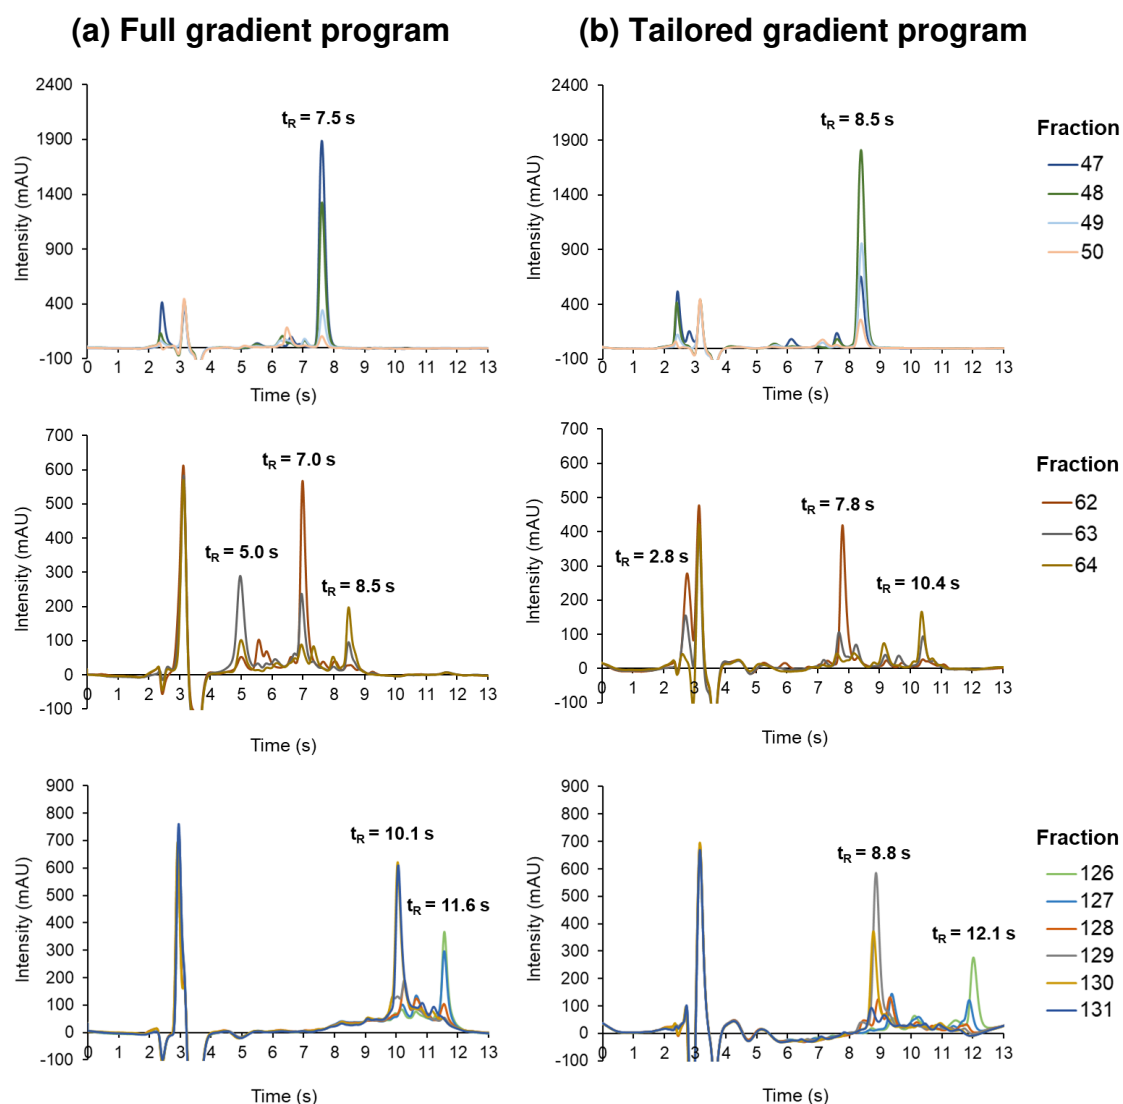 (a) Full gradient program
(b) Tailored gradient program
2400
1900
1400
900
400
-100
Intensity (mAU)
tR = 7.5 s
0 1 2 3 4 5 6 7 8 9 10 11 12 13
Time (s)
2400
1900
1400
900
400
-100
Intensity (mAU)
tR = 8.5 s
0 1 2 3 4 5 6 7 8 9 10 11 12 13
Time (s)
Fraction
47
48
49
50
700
600
500
400
300
200
100
0
-100
Intensity (mAU)
tR = 7.0 s
tR = 5.0 s
tR = 8.5 s
0 1 2 3 4 5 6 7 8 9 10 11 12 13
Time (s)
700
600
500
400
300
200
100
0
-100
Intensity (mAU)
tR = 7.8 s
tR = 2.8 s
tR = 10.4 s
0 1 2 3 4 5 6 7 8 9 10 11 12 13
Time (s)
Fraction
62
63
64
900
800
700
600
500
400
300
200
100
0
-100
Intensity (mAU)
tR = 10.1 s
tR = 11.6 s
0 1 2 3 4 5 6 7 8 9 10 11 12 13
Time (s)
900
800
700
600
500
400
300
200
100
0
-100
Intensity (mAU)
tR = 8.8 s
tR = 12.1 s
0 1 2 3 4 5 6 7 8 9 10 11 12 13
Time (s)
Fraction
126
127
128
129
130
131